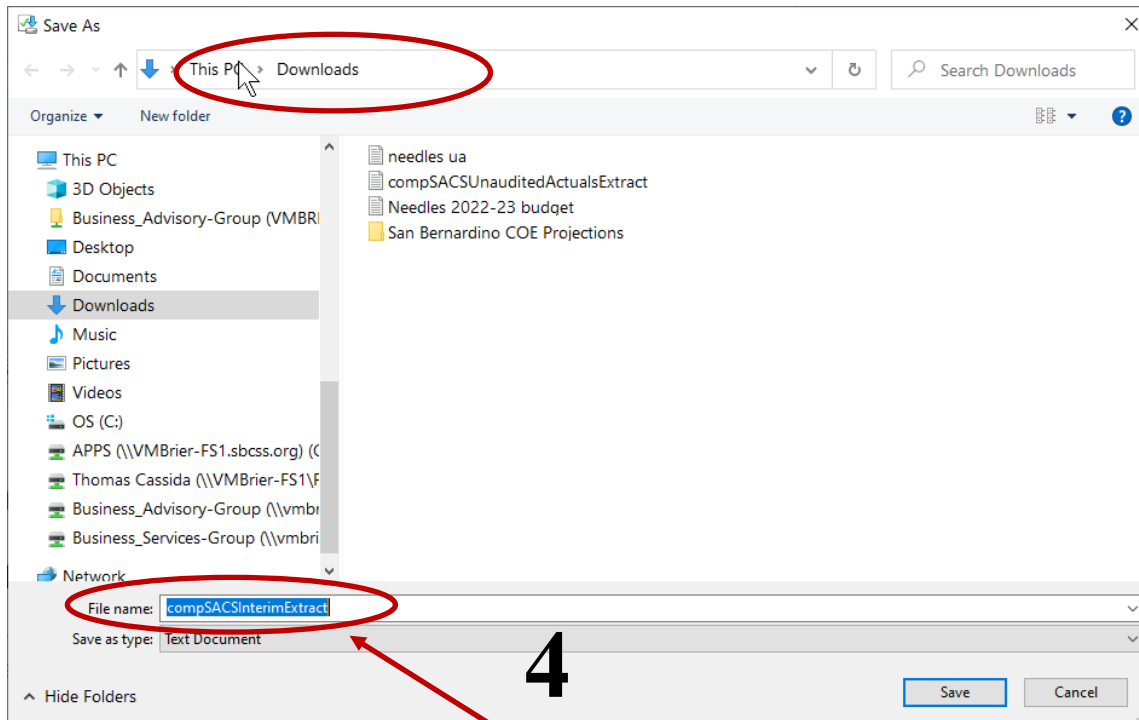 Save As
This PC > Downloads
Search Downloads
Organize
New folder
This PC
3D Objects
Business_Advisory-Group (VMBRI
Desktop
Documents
Downloads
Music
Pictures
Videos
OS (C:)
APPS (\\VMBrier-FS1.sbcss.org) (
Thomas Cassida (\\VMBrier-FS1\F
Business_Advisory-Group (\\vmbr
Business_Services-Group (\\vmbri
Network
needles ua
compSACSUnauditedActualsExtract
Needles 2022-23 budget
San Bernardino COE Projections
File name: compSACSInterimExtract
Save as type: Text Document
4
Hide Folders
Save
Cancel